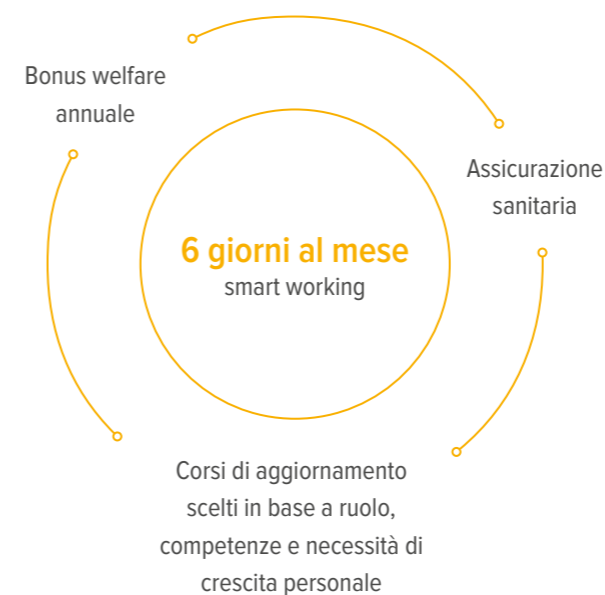 Bonus welfare
annuale
Assicurazione
sanitaria
6 giorni al mese
smart working
Corsi di aggiornamento
scelti in base a ruolo,
competenze e necessità di
crescita personale